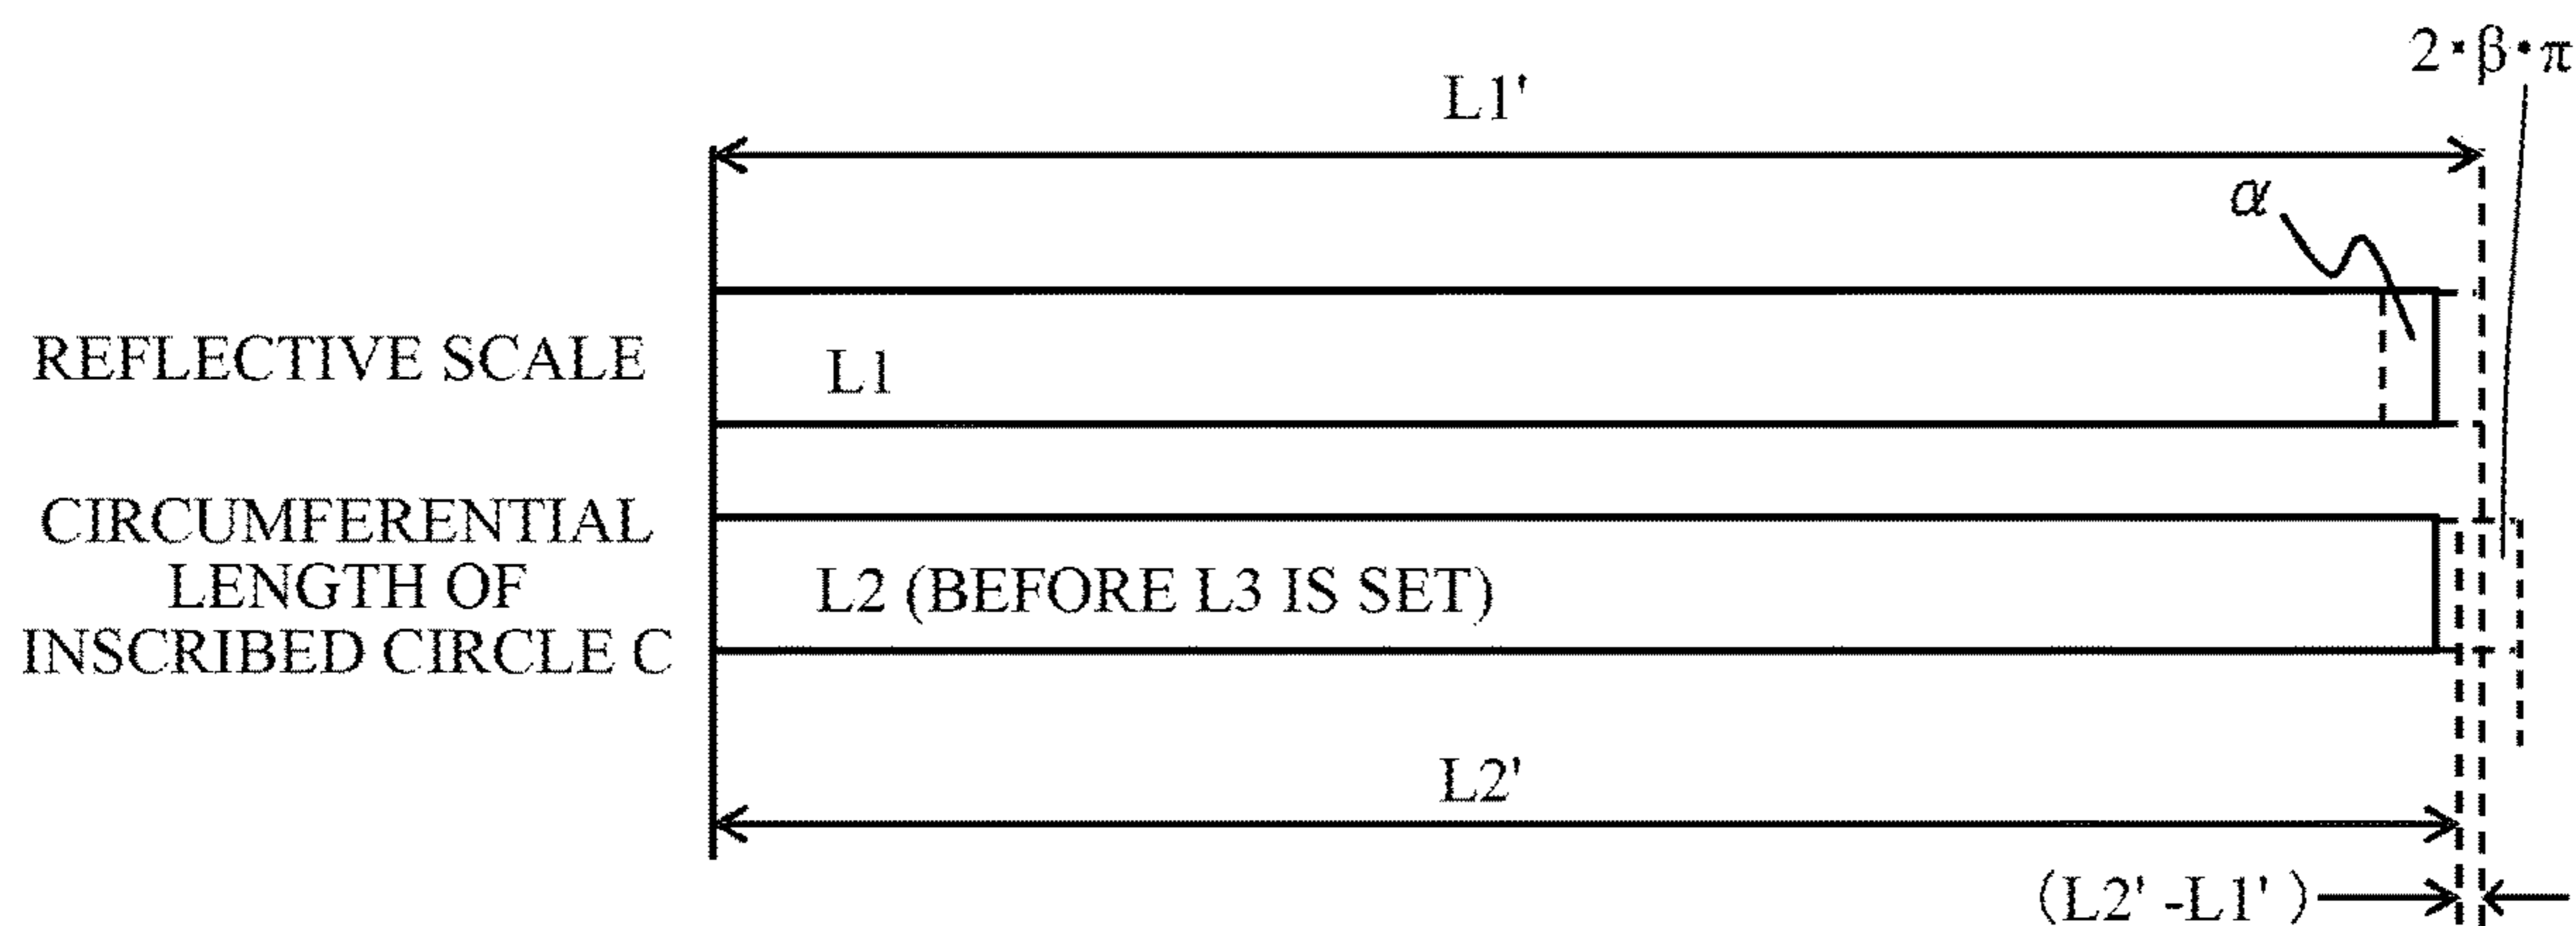 2·β·π
L1'
α
REFLECTIVE SCALE
L1
CIRCUMFERENTIAL
LENGTH OF
INSCRIBED CIRCLE C
L2 (BEFORE L3 IS SET)
L2'
(L2' -L1' )